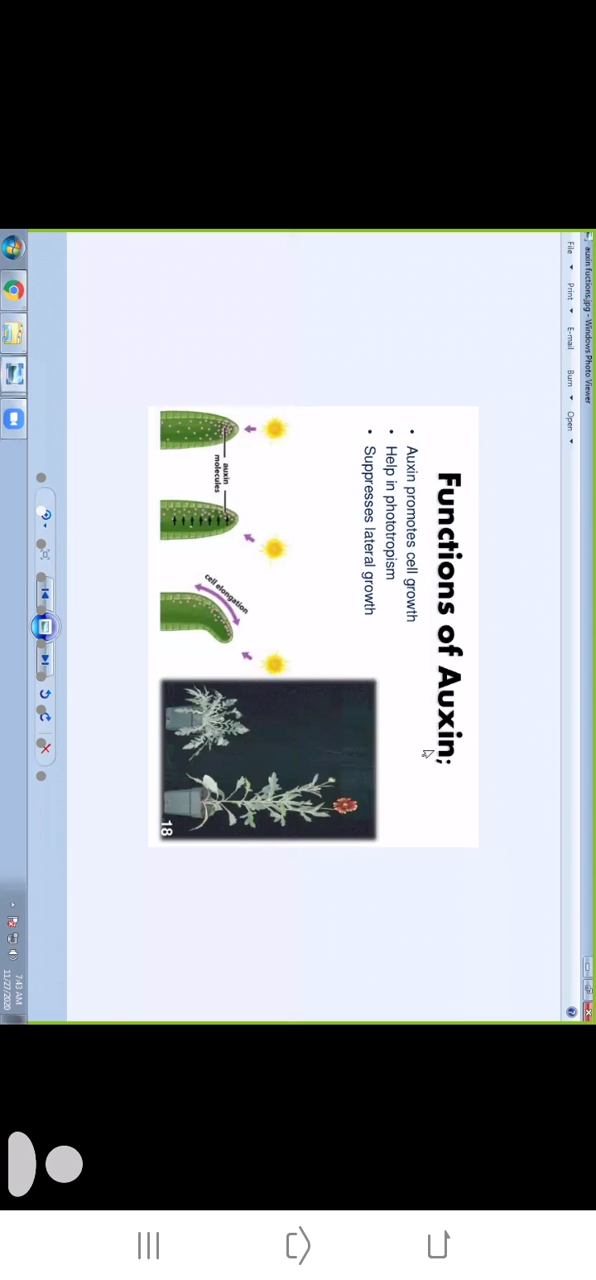 auxin fuctions.jpg - Windows Photo Viewer
File Print E-mail Burn Open
Functions of Auxin;
• Auxin promotes cell growth
• Help in phototropism
• Suppresses lateral growth
auxin
molecules
cell elongation
18
7:43 AM
11/27/2020